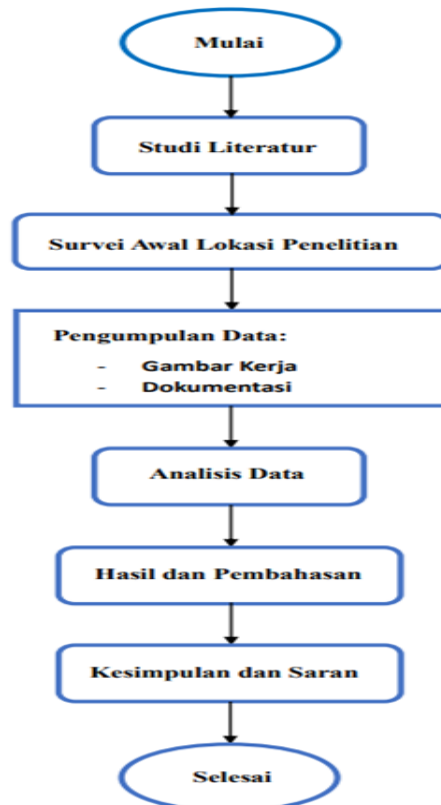 Mulai
Studi Literatur
Survei Awal Lokasi Penelitian
Pengumpulan Data:
- Gambar Kerja
- Dokumentasi
Analisis Data
Hasil dan Pembahasan
Kesimpulan dan Saran
Selesai